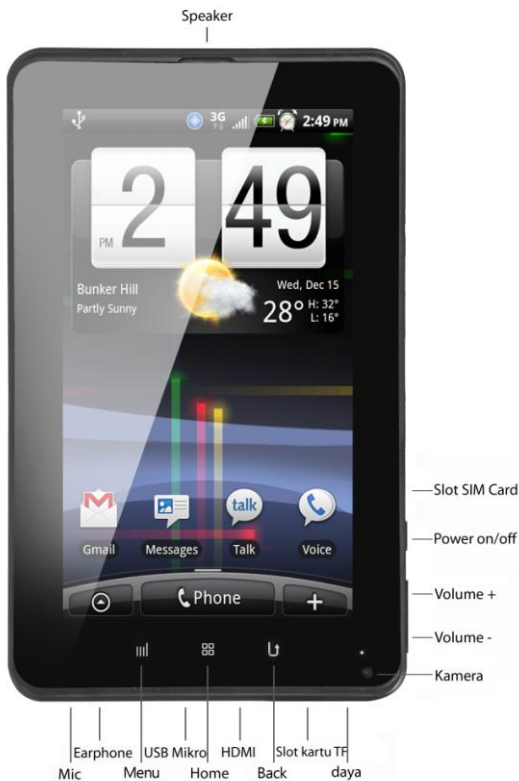 Speaker
3G
2:49 PM
2 49
PM
Bunker Hill
Partly Sunny
Wed, Dec 15
28° H: 32°
L: 16°
Gmail
Messages
talk
Talk
Voice
Phone
Slot SIM Card
Power on/off
Volume +
Volume -
Kamera
Earphone USB Mikro HDMI Slot kartu TF
Mic Menu Home Back daya